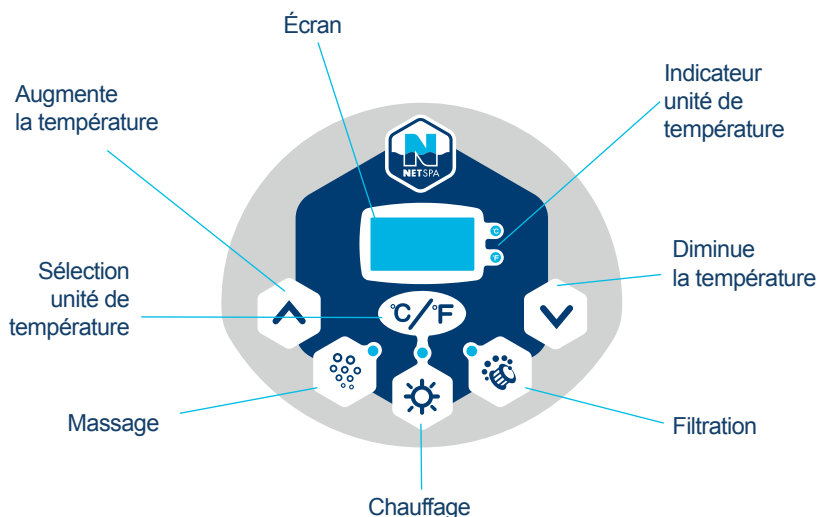 Écran
Augmente
la température
Indicateur
unité de
température
NETSPA
°C
°F
Diminue
la température
Sélection
unité de
température
°C/°F
Massage
Filtration
Chauffage